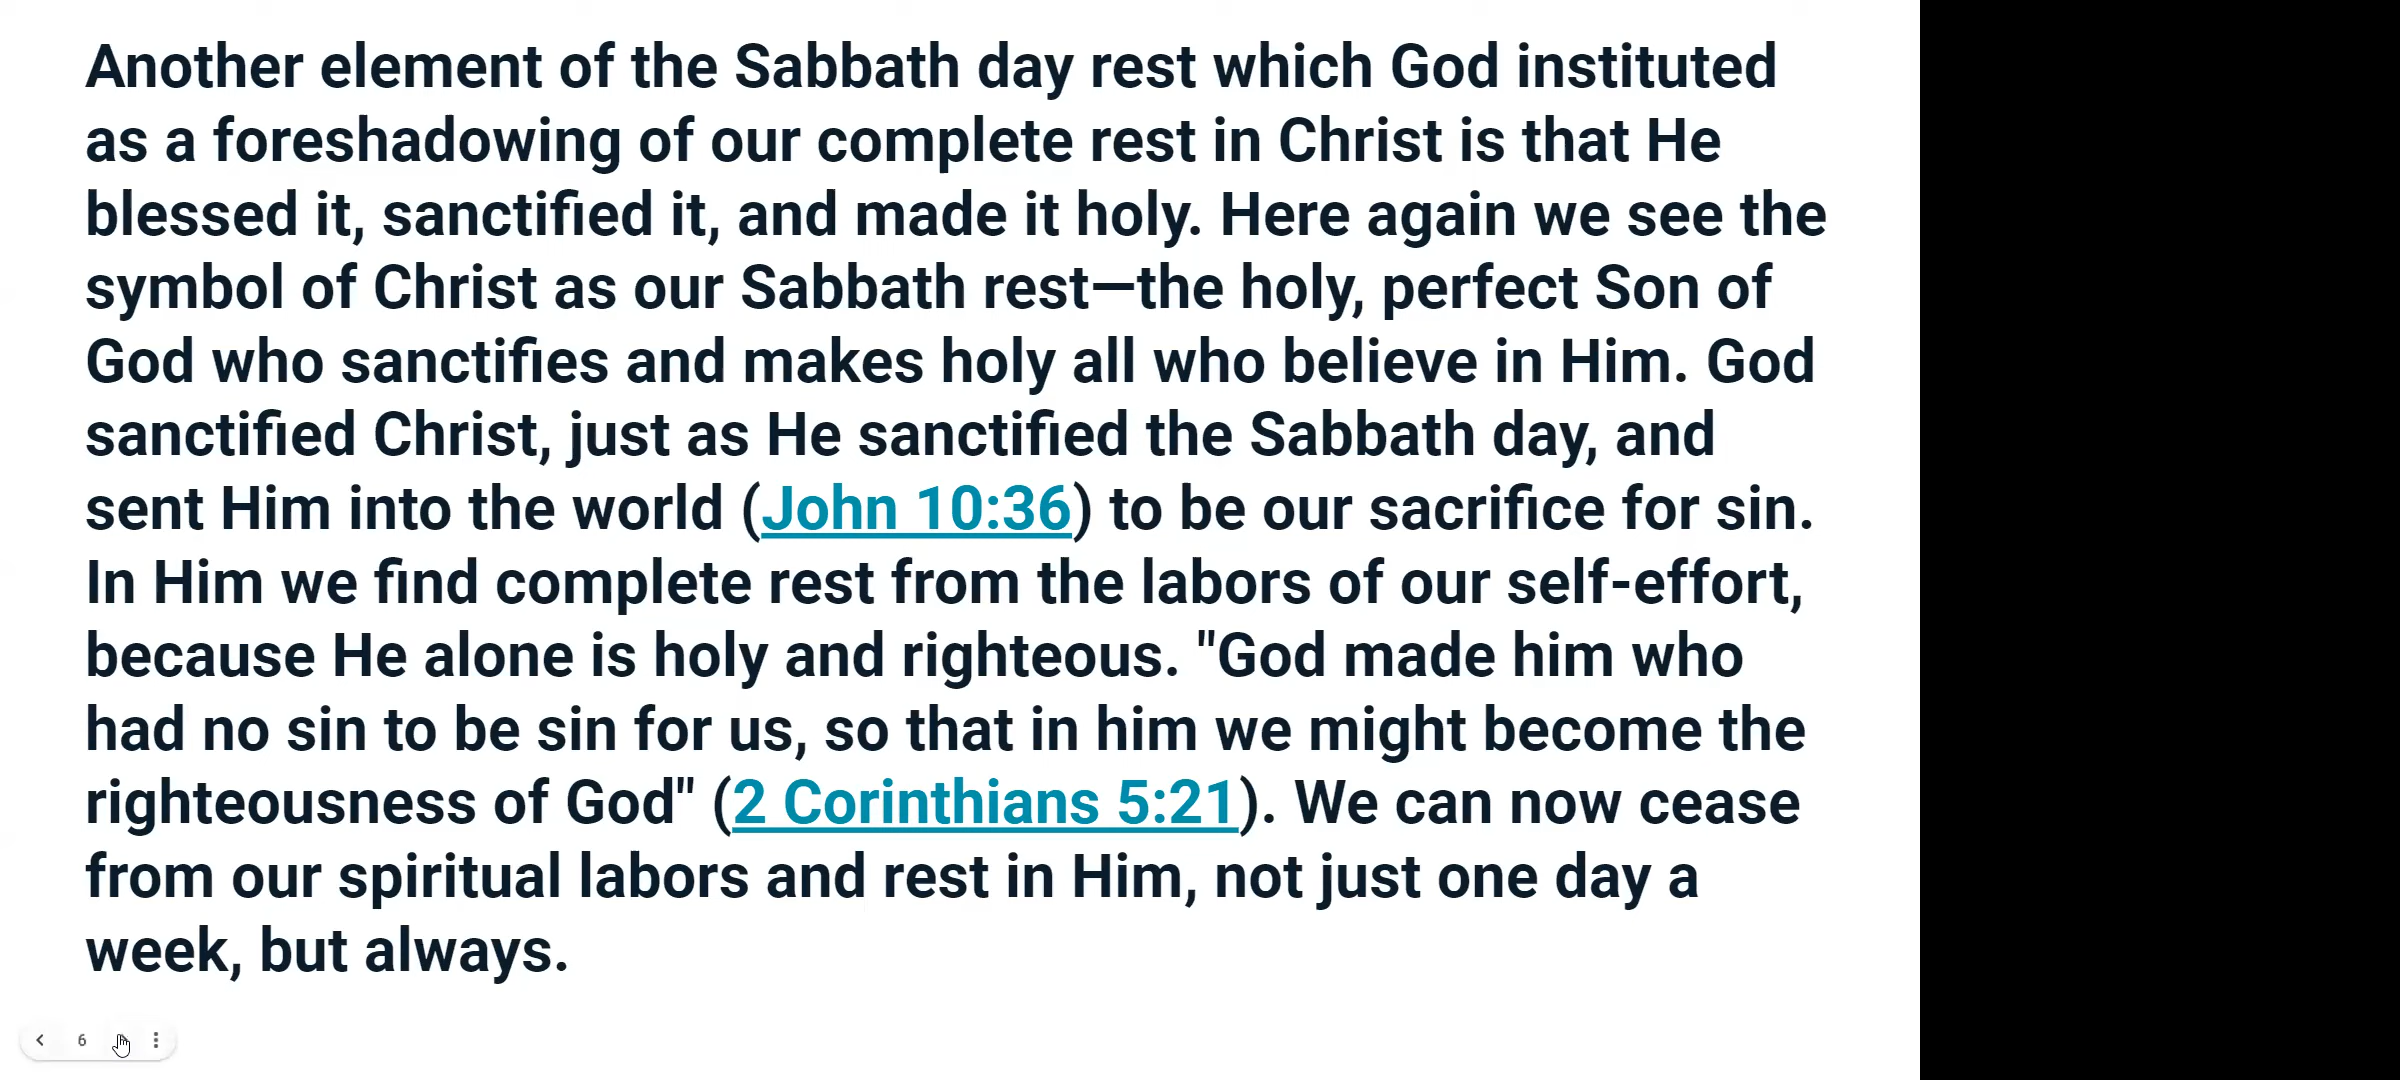 Another element of the Sabbath day rest which God instituted
as a foreshadowing of our complete rest in Christ is that He
blessed it, sanctified it, and made it holy. Here again we see the
symbol of Christ as our Sabbath rest—the holy, perfect Son of
God who sanctifies and makes holy all who believe in Him. God
sanctified Christ, just as He sanctified the Sabbath day, and
sent Him into the world (John 10:36) to be our sacrifice for sin.
In Him we find complete rest from the labors of our self-effort,
because He alone is holy and righteous. "God made him who
had no sin to be sin for us, so that in him we might become the
righteousness of God" (2 Corinthians 5:21). We can now cease
from our spiritual labors and rest in Him, not just one day a
week, but always.
6